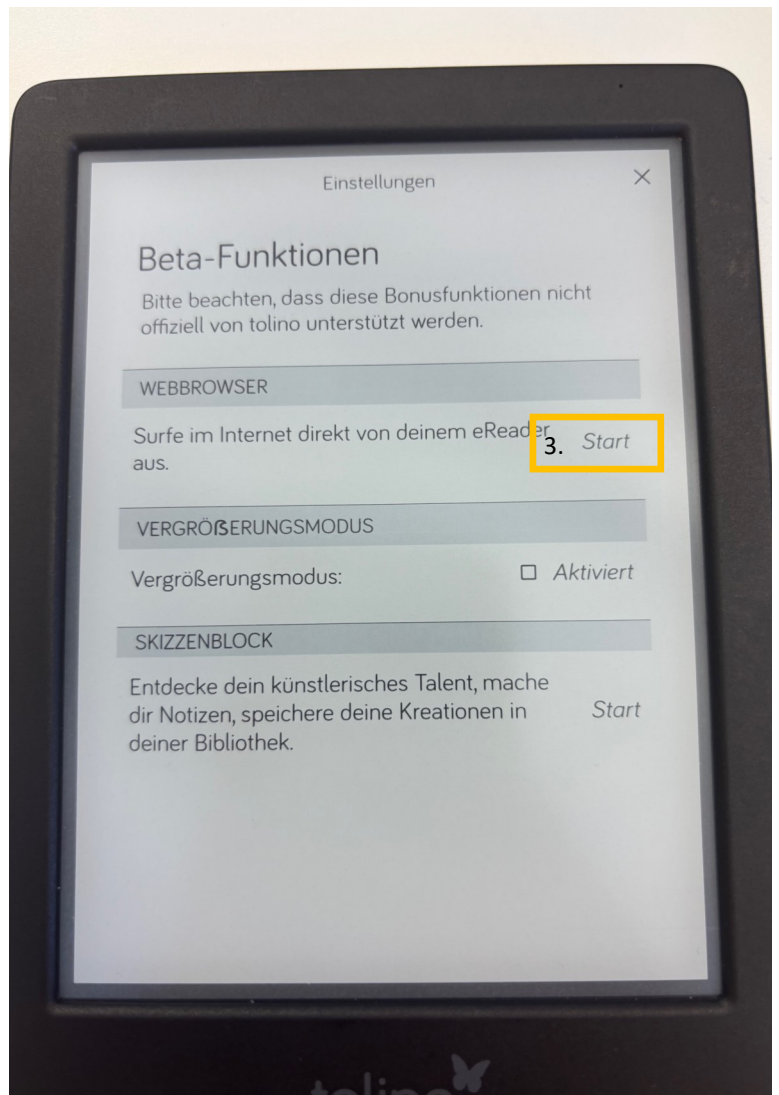 Einstellungen
Beta-Funktionen
Bitte beachten, dass diese Bonusfunktionen nicht
offiziell von tolino unterstützt werden.
WEBBROWSER
Surfe im Internet direkt von deinem eReader
aus.
3. Start
VERGRÖßERUNGSMODUS
Vergrößerungsmodus: Aktiviert
SKIZZENBLOCK
Entdecke dein künstlerisches Talent, mache
dir Notizen, speichere deine Kreationen in
deiner Bibliothek.
Start
tolino